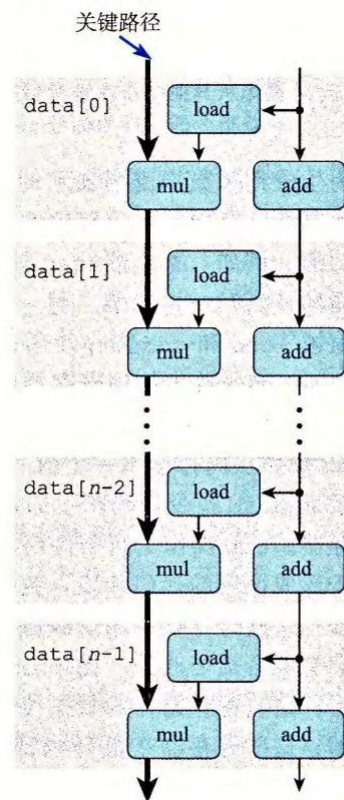 关键路径
data[0]
load
mul
add
data[1]
load
mul
add
data[n-2]
load
mul
add
data[n-1]
load
mul
add